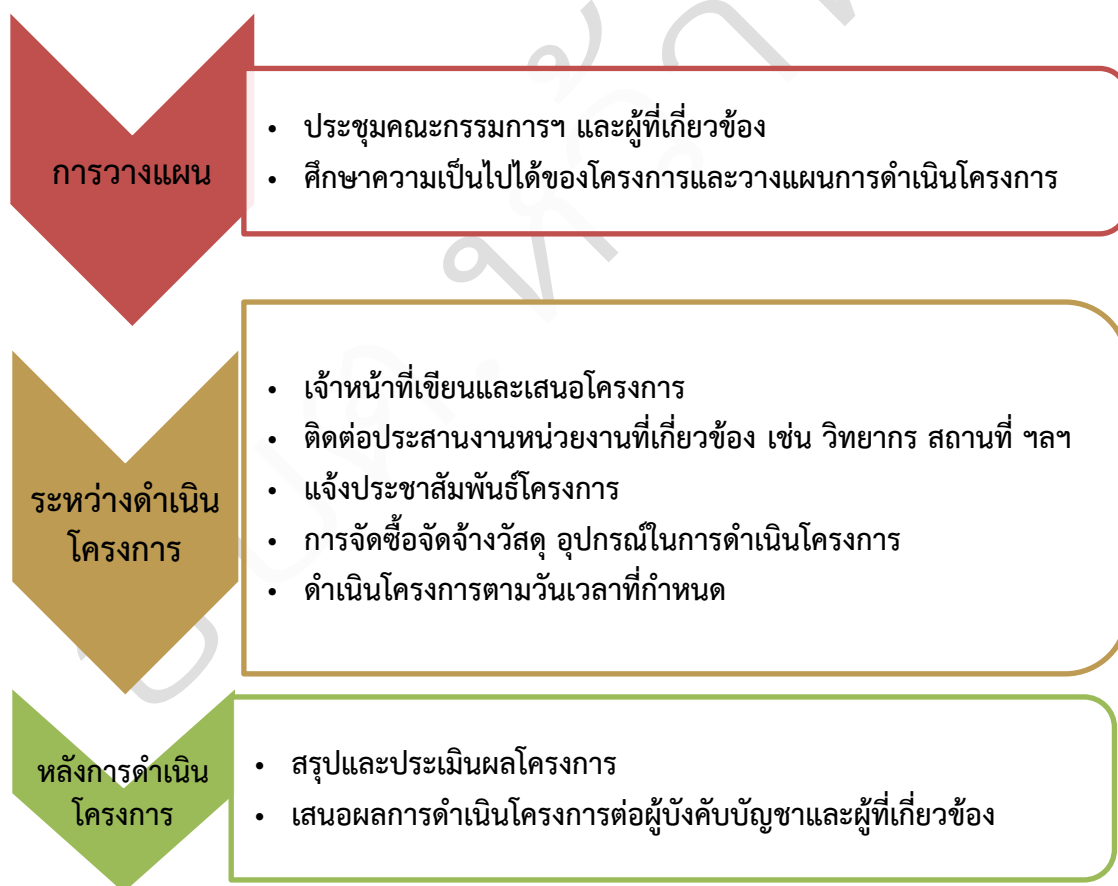 การวางแผน
• ประชุมคณะกรรมการฯ และผู้ที่เกี่ยวข้อง
• ศึกษาความเป็นไปได้ของโครงการและวางแผนการดำเนินโครงการ
ระหว่างดำเนิน
โครงการ
• เจ้าหน้าที่เขียนและเสนอโครงการ
• ติดต่อประสานงานหน่วยงานที่เกี่ยวข้อง เช่น วิทยากร สถานที่ ฯลฯ
• แจ้งประชาสัมพันธ์โครงการ
• การจัดซื้อจัดจ้างวัสดุ อุปกรณ์ในการดำเนินโครงการ
• ดำเนินโครงการตามวันเวลาที่กำหนด
หลังการดำเนิน
โครงการ
• สรุปและประเมินผลโครงการ
• เสนอผลการดำเนินโครงการต่อผู้บังคับบัญชาและผู้ที่เกี่ยวข้อง